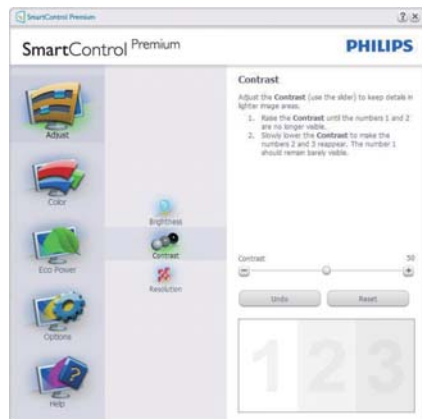 SmartControl Premium
SmartControl Premium
PHILIPS
Adjust
Color
Eco Power
Options
Help
Brightness
Contrast
Resolution
Contrast
Adjust the Contrast (use the slider) to keep details in
lighter image areas.
1. Raise the Contrast until the numbers 1 and 2
are no longer visible.
2. Slowly lower the Contrast to make the
numbers 2 and 3 reappear. The number 1
should remain barely visible.
Contrast 50
Undo Reset
1 2 3